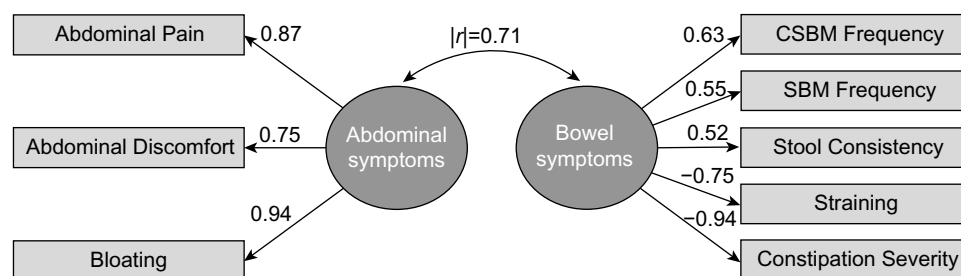 Abdominal Pain
0.87
|r|=0.71
0.63
CSBM Frequency
0.55
SBM Frequency
Abdominal Discomfort
0.75
Abdominal
symptoms
Bowel
symptoms
0.52
Stool Consistency
−0.75
Straining
0.94
−0.94
Bloating
Constipation Severity